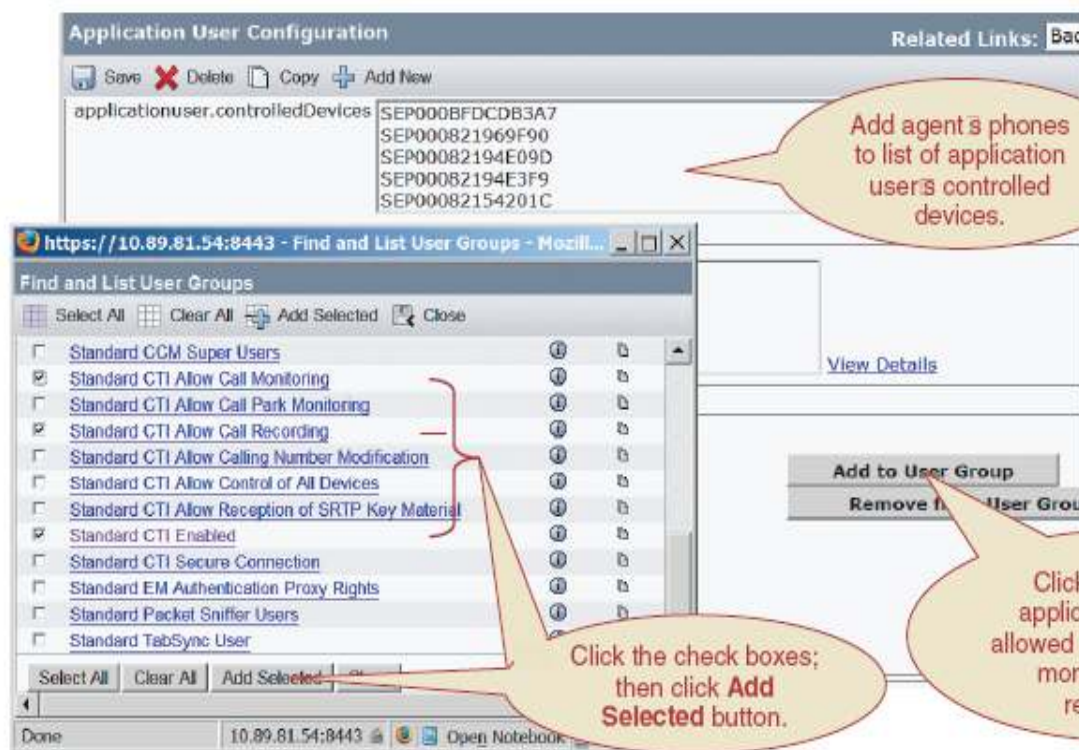 Application User Configuration
Related Links:
Save Delete Copy Add New
applicationuser.controlledDevices
SEP000BFDCDB3A7
SEP000821969F90
SEP00082194E09D
SEP00082194E3F9
SEP00082154201C
Add agent s phones
to list of application
user s controlled
devices.
https://10.89.81.54:8443 - Find and List User Groups - Mozill...
Find and List User Groups
Select All Clear All Add Selected Close
Standard CCM Super Users
Standard CTI Allow Call Monitoring
Standard CTI Allow Call Park Monitoring
Standard CTI Allow Call Recording
Standard CTI Allow Calling Number Modification
Standard CTI Allow Control of All Devices
Standard CTI Allow Reception of SRTP Key Material
Standard CTI Enabled
Standard CTI Secure Connection
Standard EM Authentication Proxy Rights
Standard Packet Sniffer Users
Standard TabSync User
View Details
Add to User Group
Remove User
Click the check boxes;
then click Add
Selected button.
allowed
Select All Clear All Add Selected
Done 10.89.81.54:8443 Open Notebook